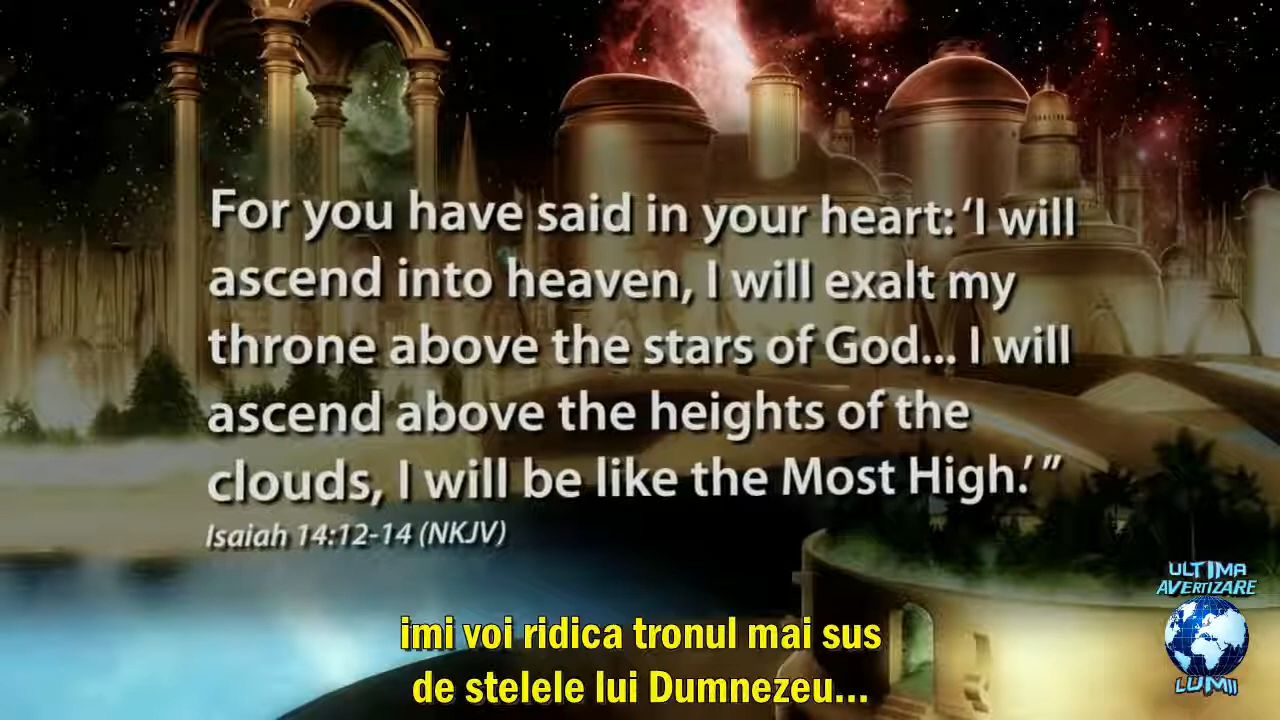 For you have said in your heart: ‘I will
ascend into heaven, I will exalt my
throne above the stars of God... I will
ascend above the heights of the
clouds, I will be like the Most High.’ ”
Isaiah 14:12-14 (NKJV)
imi voi ridica tronul mai sus
de stelele lui Dumnezeu...
ULTIMA
AVERTIZARE
LUMII